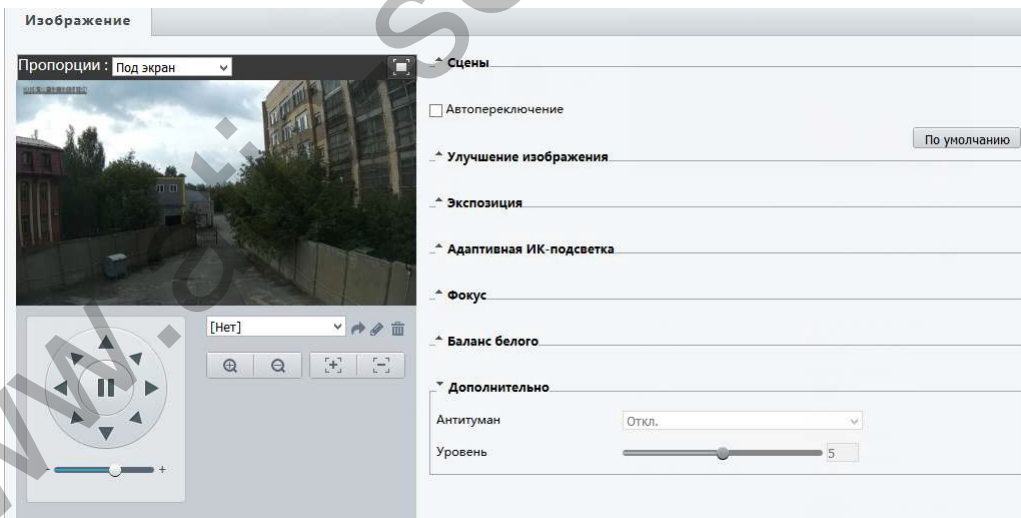 Изображение
Пропорции : Под экран
Сцены
Автопереключение
По умолчанию
Улучшение изображения
Экспозиция
Адаптивная ИК-подсветка
Фокус
[Нет]
Баланс белого
Дополнительно
Антитуман Откл.
Уровень 5
- +